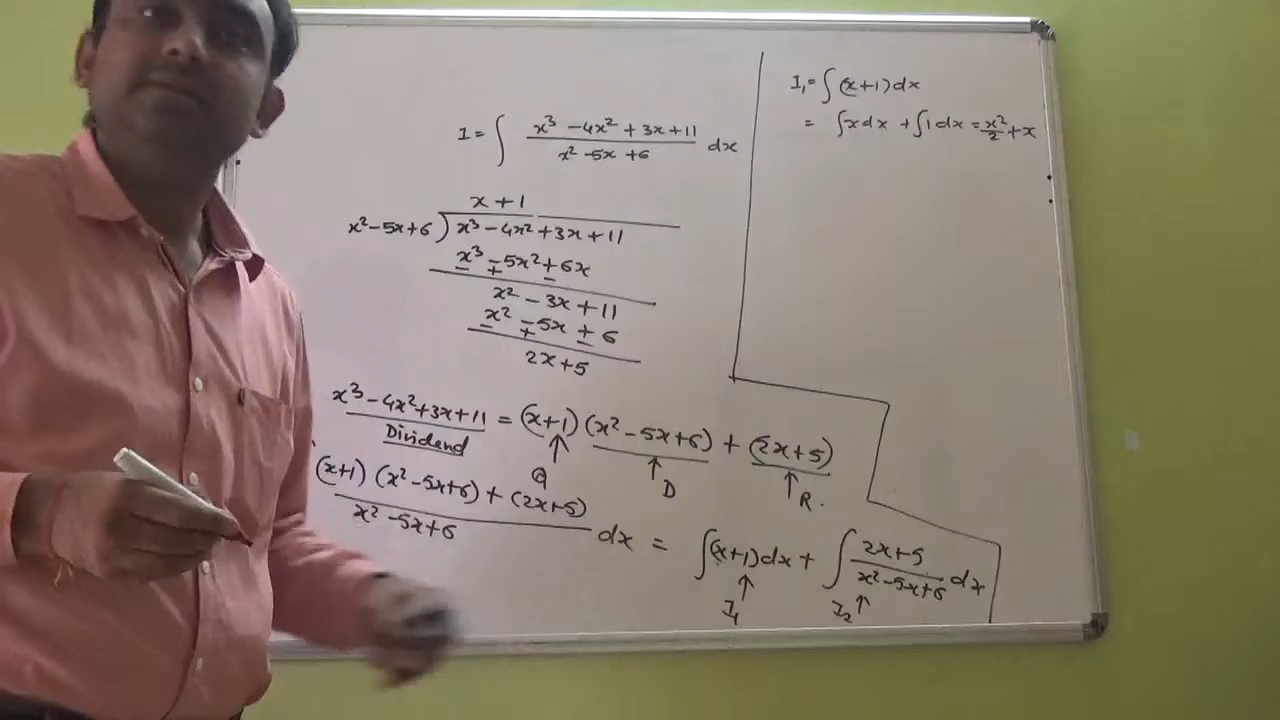 I = ∫ x³ - 4x² + 3x + 11 / x² - 5x + 6 dx
x + 1
x² - 5x + 6 ) x³ - 4x² + 3x + 11
x³ - 5x² + 6x
- + -
x² - 3x + 11
x² - 5x + 6
- + -
2x + 5
x³ - 4x² + 3x + 11 = (x+1) (x² - 5x + 6) + (2x + 5)
Dividend ↑ Q ↑ D ↑ R.
(x+1) (x² - 5x + 6) + (2x + 5) / x² - 5x + 6 dx = ∫(x+1)dx + ∫ 2x+5 / x² - 5x + 6 dx
↑ I₁ I₂ ↑
I₁ = ∫ (x+1) dx
= ∫x dx + ∫1 dx = x²/2 + x